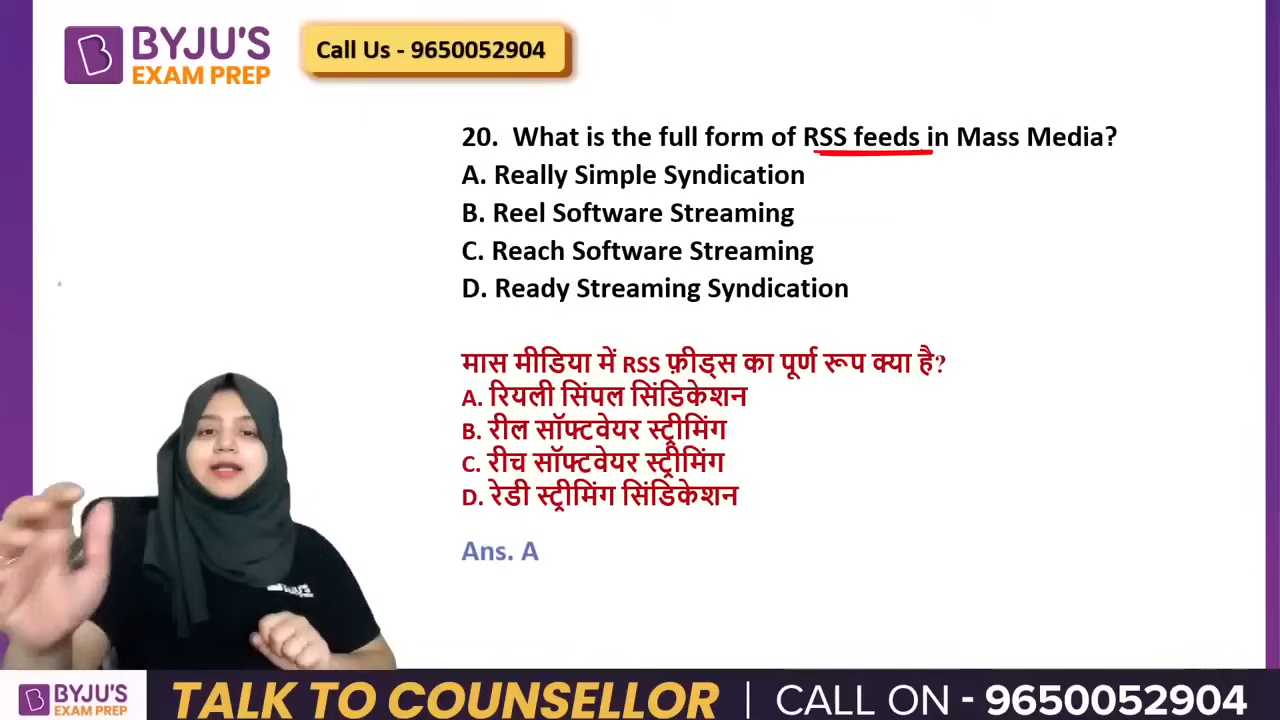 BYJU'S
EXAM PREP
Call Us - 9650052904
20. What is the full form of RSS feeds in Mass Media?
A. Really Simple Syndication
B. Reel Software Streaming
C. Reach Software Streaming
D. Ready Streaming Syndication
मास मीडिया में RSS फ़ीड्स का पूर्ण रूप क्या है?
A. रियली सिंपल सिंडिकेशन
B. रील सॉफ्टवेयर स्ट्रीमिंग
C. रीच सॉफ्टवेयर स्ट्रीमिंग
D. रेडी स्ट्रीमिंग सिंडिकेशन
Ans. A
BYJU'S
EXAM PREP
TALK TO COUNSELLOR | CALL ON - 9650052904